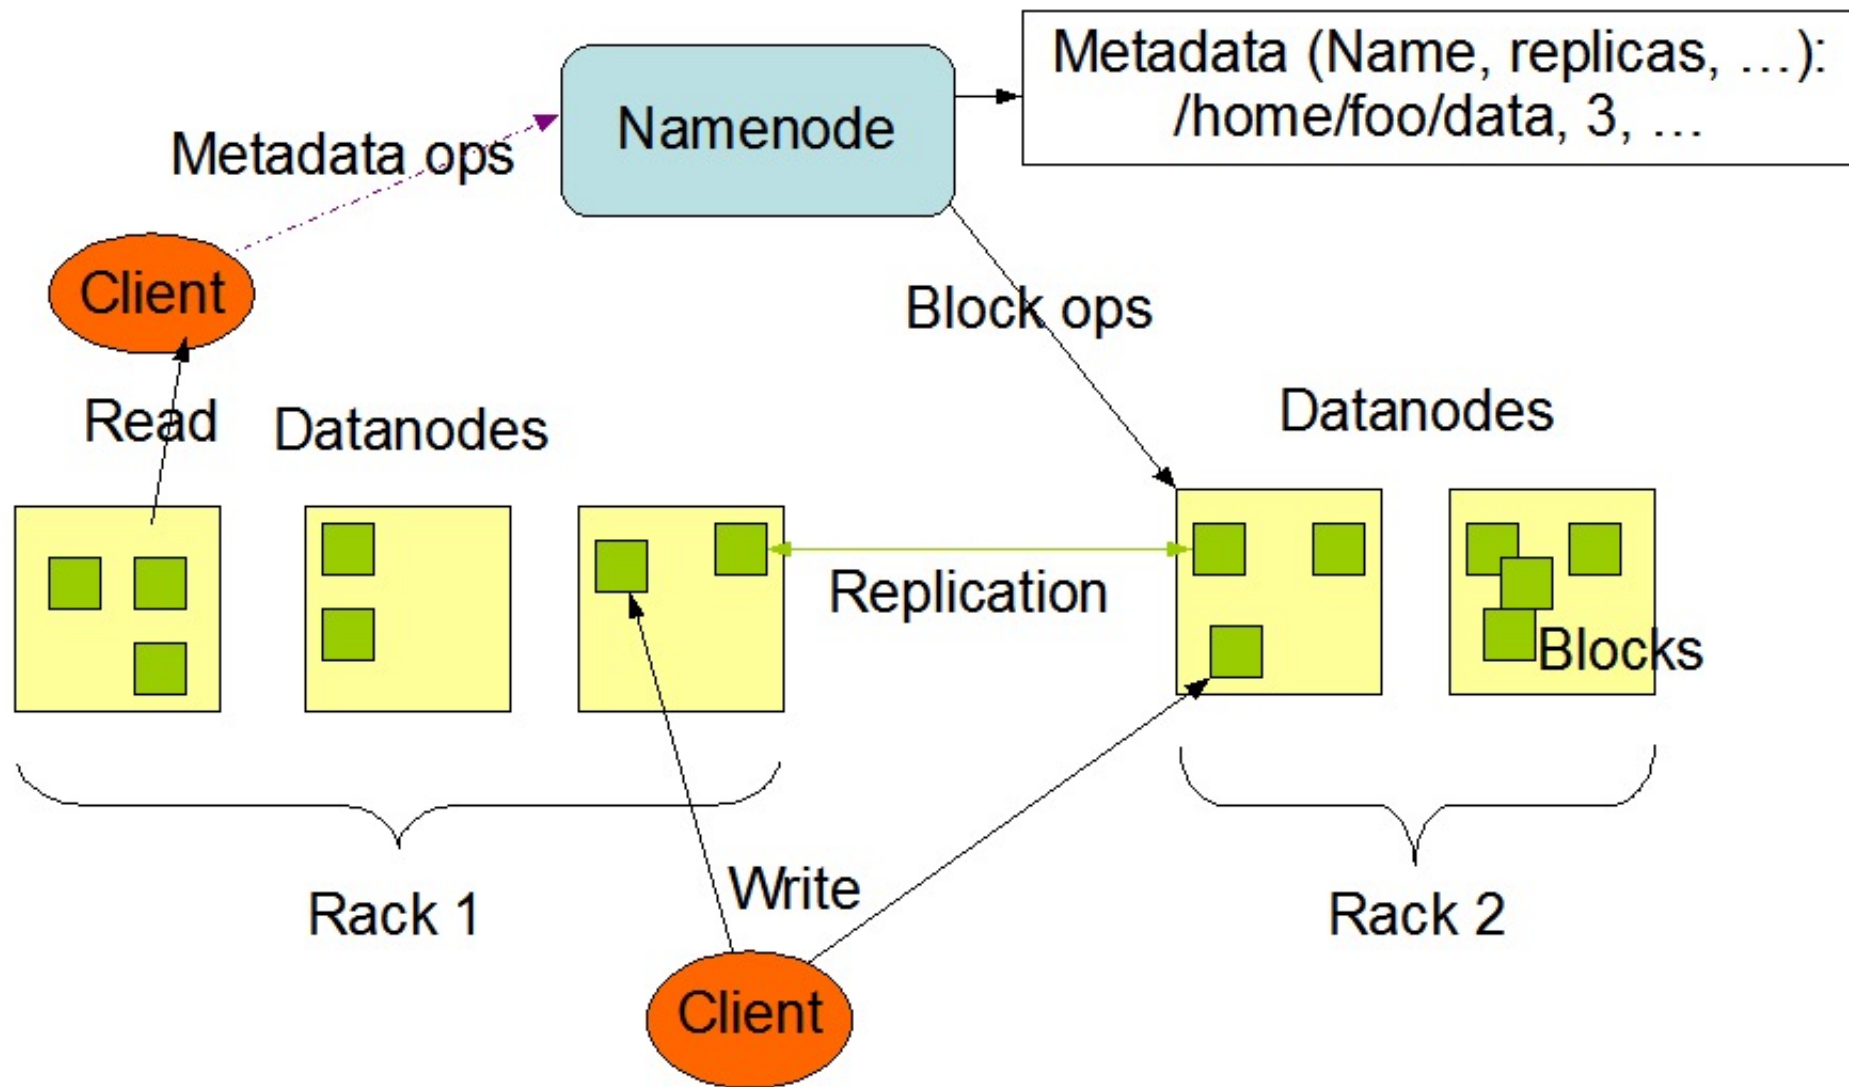 Metadata (Name, replicas, …):
/home/foo/data, 3, …
Namenode
Metadata ops
Client
Block ops
Read
Datanodes
Datanodes
Replication
Blocks
Rack 1
Write
Rack 2
Client